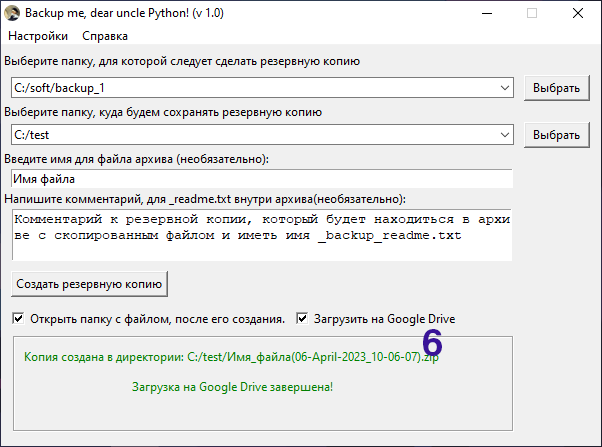 Backup me, dear uncle Python! (v 1.0)
Настройки Справка
Выберите папку, для которой следует сделать резервную копию
C:/soft/backup_1 Выбрать
Выберите папку, куда будем сохранять резервную копию
C:/test Выбрать
Введите имя для файла архива (необязательно):
Имя файла
Напишите комментарий, для _readme.txt внутри архива(необязательно):
Комментарий к резервной копии, который будет находиться в архи
ве с скопированным файлом и иметь имя _backup_readme.txt
Создать резервную копию
Открыть папку с файлом, после его создания. Загрузить на Google Drive
6
Копия создана в директории: C:/test/Имя_файла(06-April-2023_10-06-07).zip
Загрузка на Google Drive завершена!